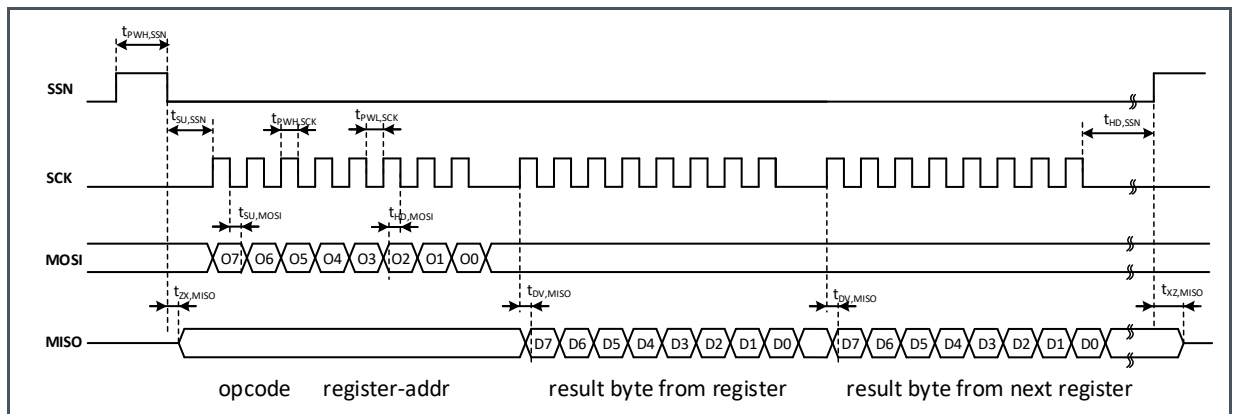 tPWH,SSN
SSN
tSU,SSN tPWH,SCK tPWL,SCK tHD,SSN
SCK
tSU,MOSI tHD,MOSI
MOSI O7 O6 O5 O4 O3 O2 O1 O0
tZX,MISO tDV,MISO tDV,MISO tXZ,MISO
MISO D7 D6 D5 D4 D3 D2 D1 D0 D7 D6 D5 D4 D3 D2 D1 D0
opcode register-addr result byte from register result byte from next register